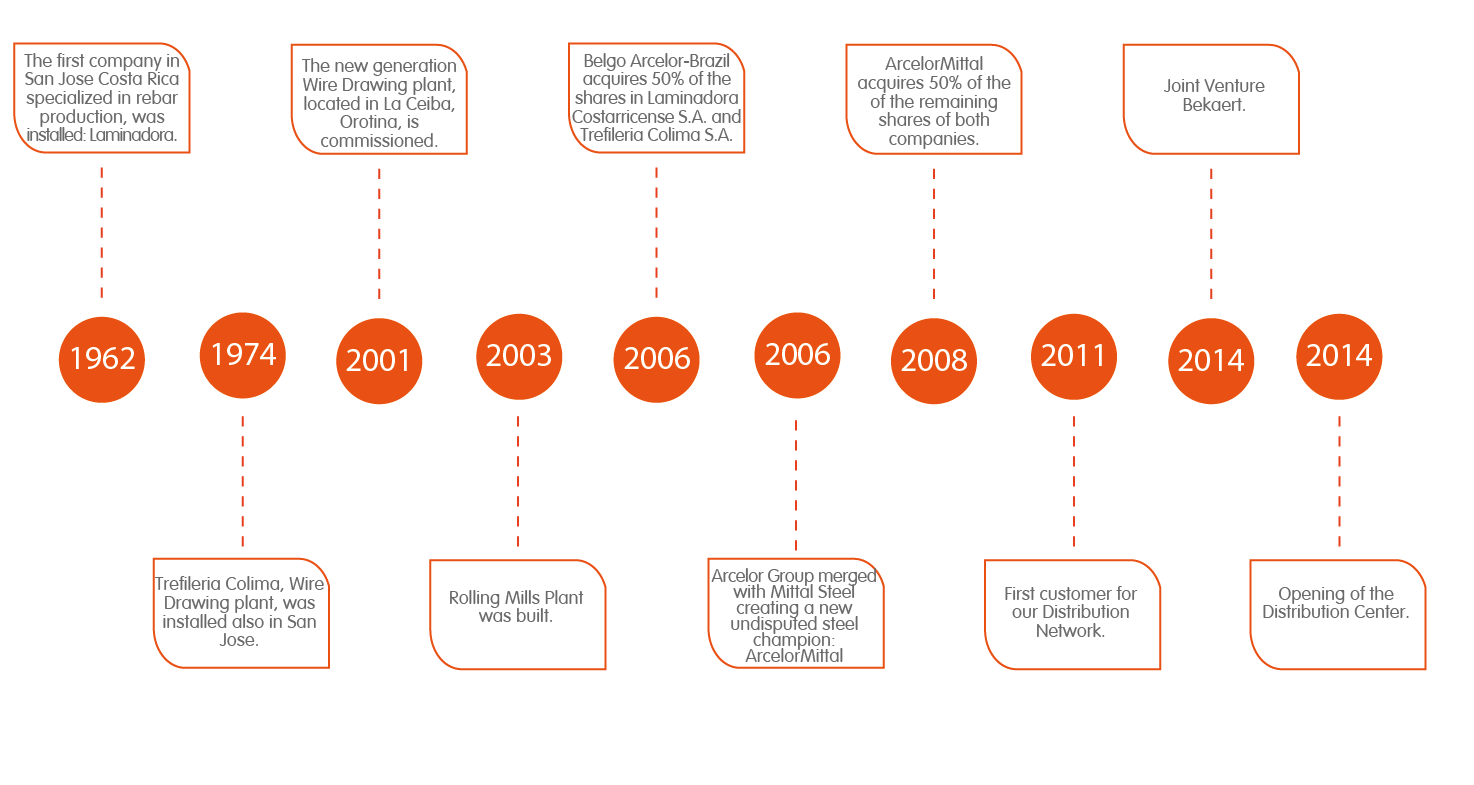 The first company in
San Jose Costa Rica
specialized in rebar
production, was
installed: Laminadora.
The new generation
Wire Drawing plant,
located in La Ceiba,
Orotina, is
commissioned.
Belgo Arcelor-Brazil
acquires 50% of the
shares in Laminadora
Costarricense S.A. and
Trefileria Colima S.A.
ArcelorMittal
acquires 50% of the
of the remaining
shares of both
companies.
Joint Venture
Bekaert.
1962
1974
2001
2003
2006
2006
2008
2011
2014
2014
Trefileria Colima, Wire
Drawing plant, was
installed also in San
Jose.
Rolling Mills Plant
was built.
Arcelor Group merged
with Mittal Steel
creating a new
undisputed steel
champion:
ArcelorMittal
First customer for
our Distribution
Network.
Opening of the
Distribution Center.